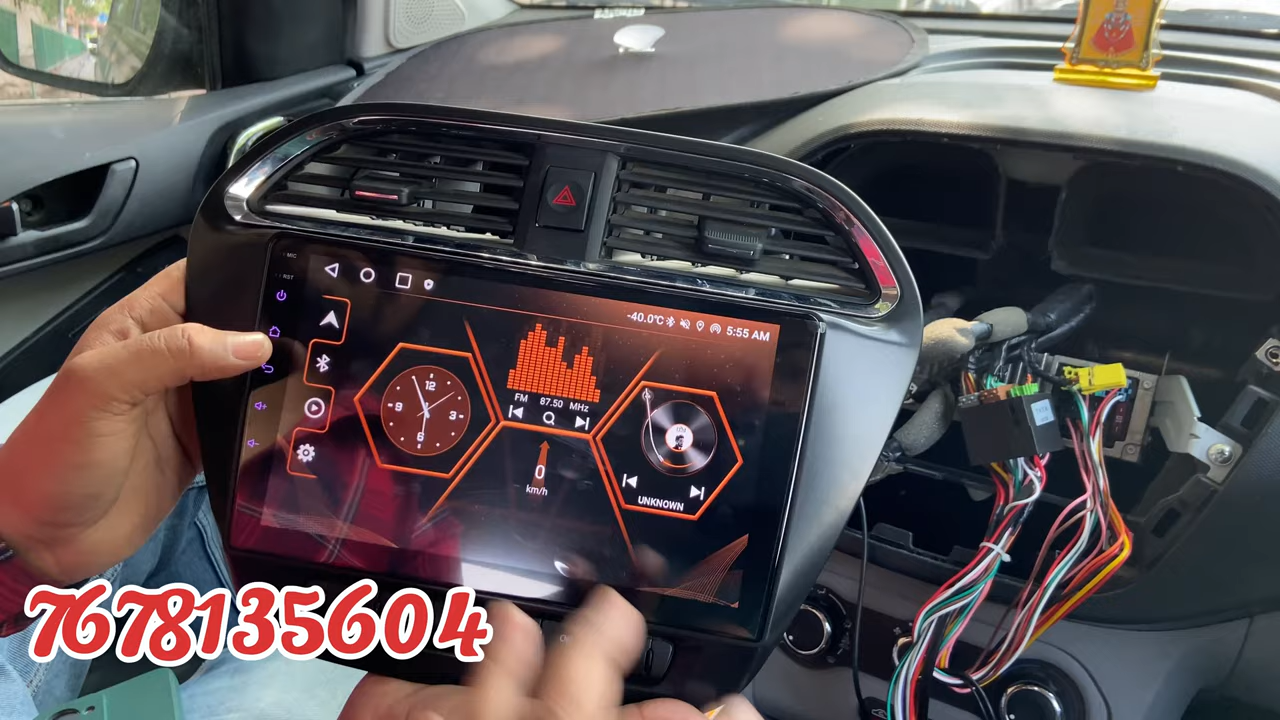 MIC
RST
-40.0°C 5:55 AM
12
9 3
6
FM 87.50 MHz
0
km/h
UNKNOWN
7678135604